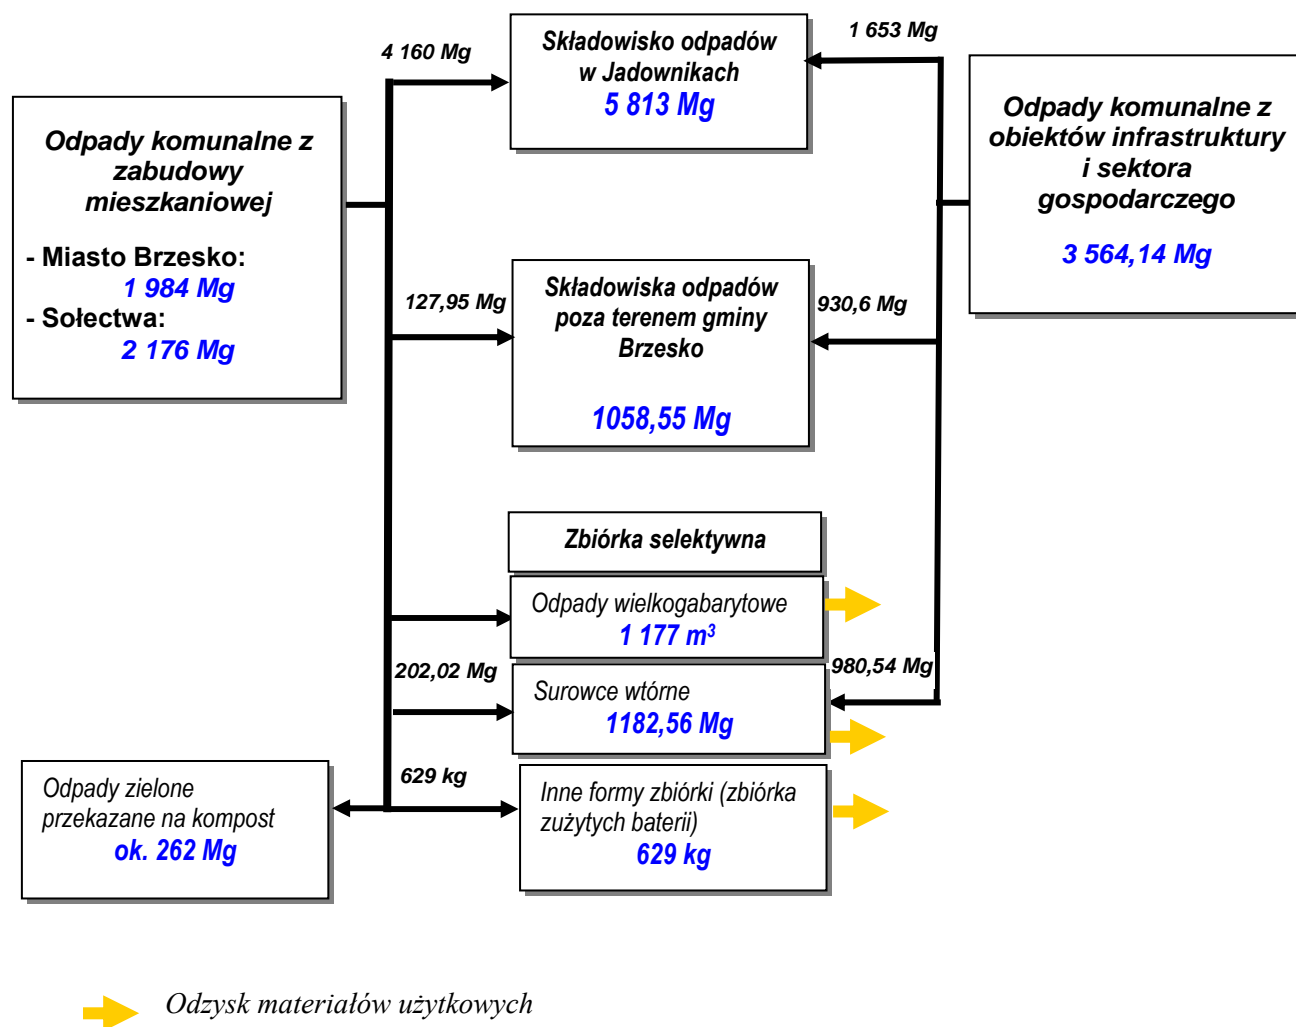 4 160 Mg
Składowisko odpadów
w Jadownikach
5 813 Mg
1 653 Mg
Odpady komunalne z
zabudowy
mieszkaniowej
- Miasto Brzesko:
1 984 Mg
- Sołectwa:
2 176 Mg
Odpady komunalne z
obiektów infrastruktury
i sektora
gospodarczego
3 564,14 Mg
127,95 Mg
Składowiska odpadów
poza terenem gminy
Brzesko
1058,55 Mg
930,6 Mg
Zbiórka selektywna
Odpady wielkogabarytowe
1 177 m³
202,02 Mg
Surowce wtórne
1182,56 Mg
980,54 Mg
629 kg
Inne formy zbiórki (zbiórka
zużytych baterii)
629 kg
Odpady zielone
przekazane na kompost
ok. 262 Mg
Odzysk materiałów użytkowych